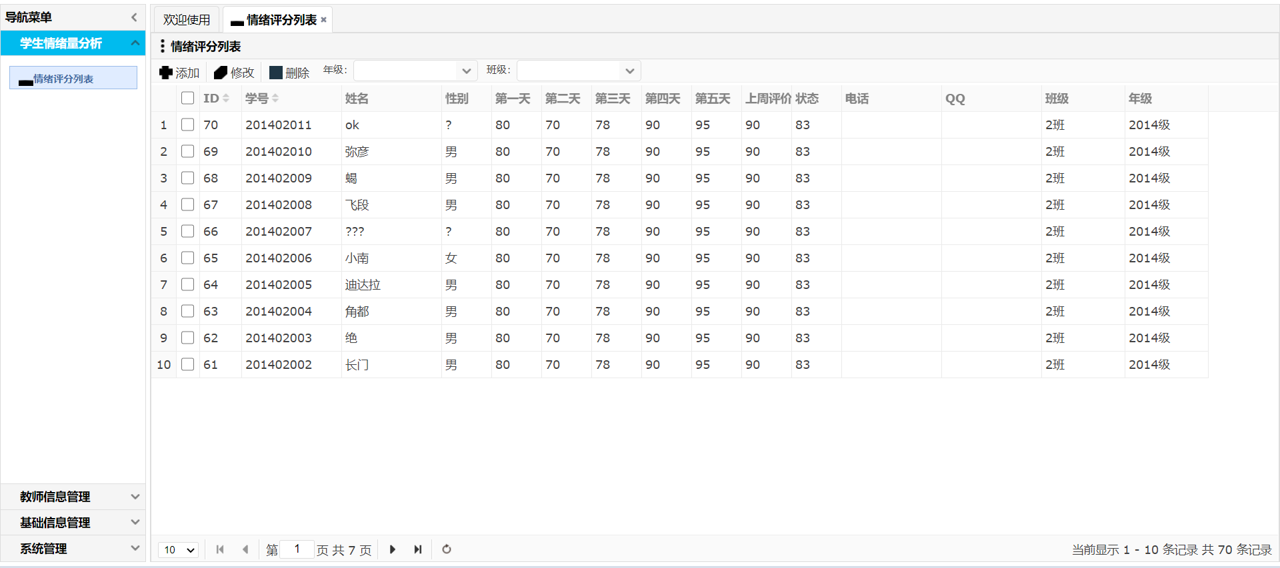 导航菜单
学生情绪量分析
情绪评分列表
教师信息管理
基础信息管理
系统管理
欢迎使用 情绪评分列表
情绪评分列表
添加 修改 删除 年级: 班级:
ID 学号 姓名 性别 第一天 第二天 第三天 第四天 第五天 上周评价 状态 电话 QQ 班级 年级
1 70 201402011 ok ? 80 70 78 90 95 90 83 2班 2014级
2 69 201402010 弥彦 男 80 70 78 90 95 90 83 2班 2014级
3 68 201402009 蝎 男 80 70 78 90 95 90 83 2班 2014级
4 67 201402008 飞段 男 80 70 78 90 95 90 83 2班 2014级
5 66 201402007 ??? ? 80 70 78 90 95 90 83 2班 2014级
6 65 201402006 小南 女 80 70 78 90 95 90 83 2班 2014级
7 64 201402005 迪达拉 男 80 70 78 90 95 90 83 2班 2014级
8 63 201402004 角都 男 80 70 78 90 95 90 83 2班 2014级
9 62 201402003 绝 男 80 70 78 90 95 90 83 2班 2014级
10 61 201402002 长门 男 80 70 78 90 95 90 83 2班 2014级
10 第 1 页 共 7 页 当前显示 1 - 10 条记录 共 70 条记录